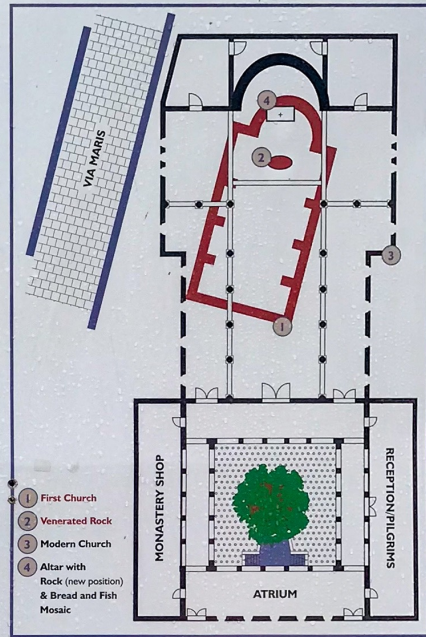 VIA MARIS
4
2
3
1
MONASTERY SHOP
RECEPTION/PILGRIMS
ATRIUM
1 First Church
2 Venerated Rock
3 Modern Church
4 Altar with
Rock (new position)
& Bread and Fish
Mosaic